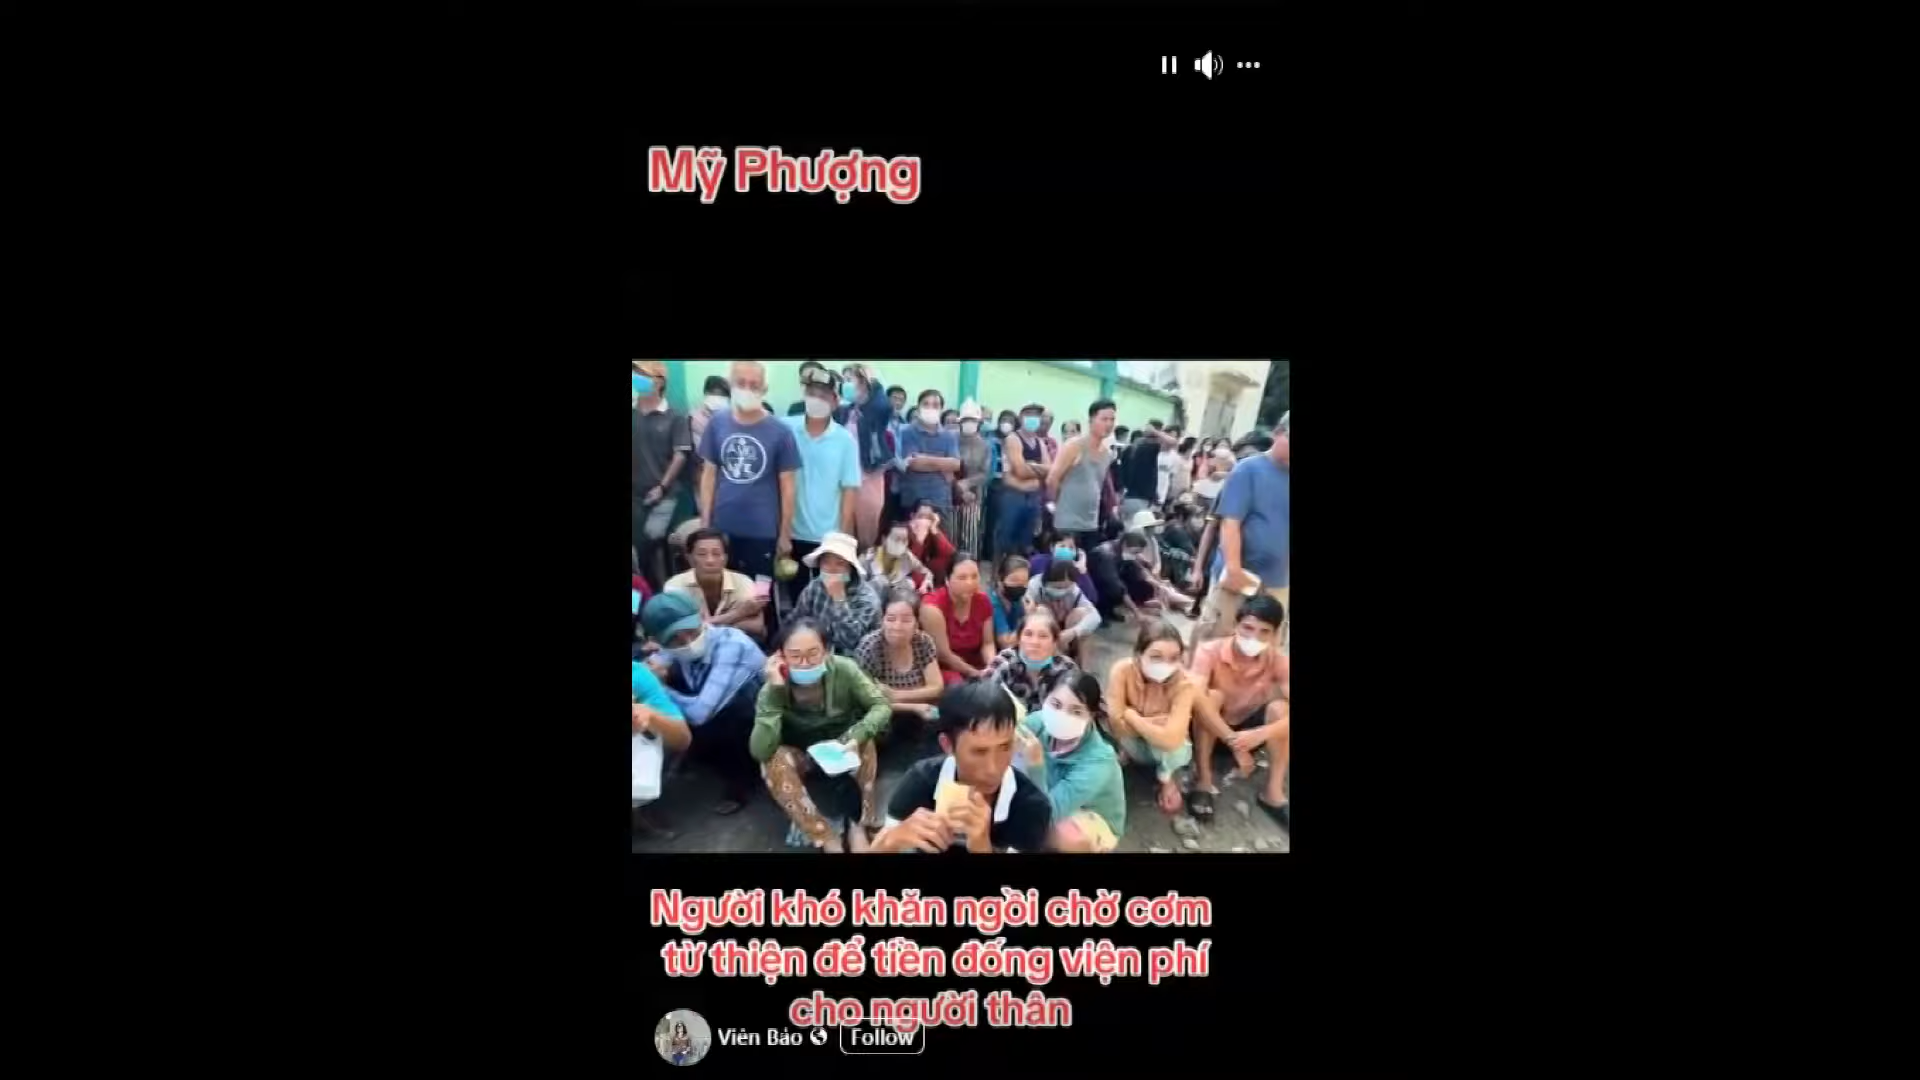 Mỹ Phượng
Người khó khăn ngồi chờ cơm
từ thiện để tiền đống viện phí
cho người thân
Viên Bảo
Follow